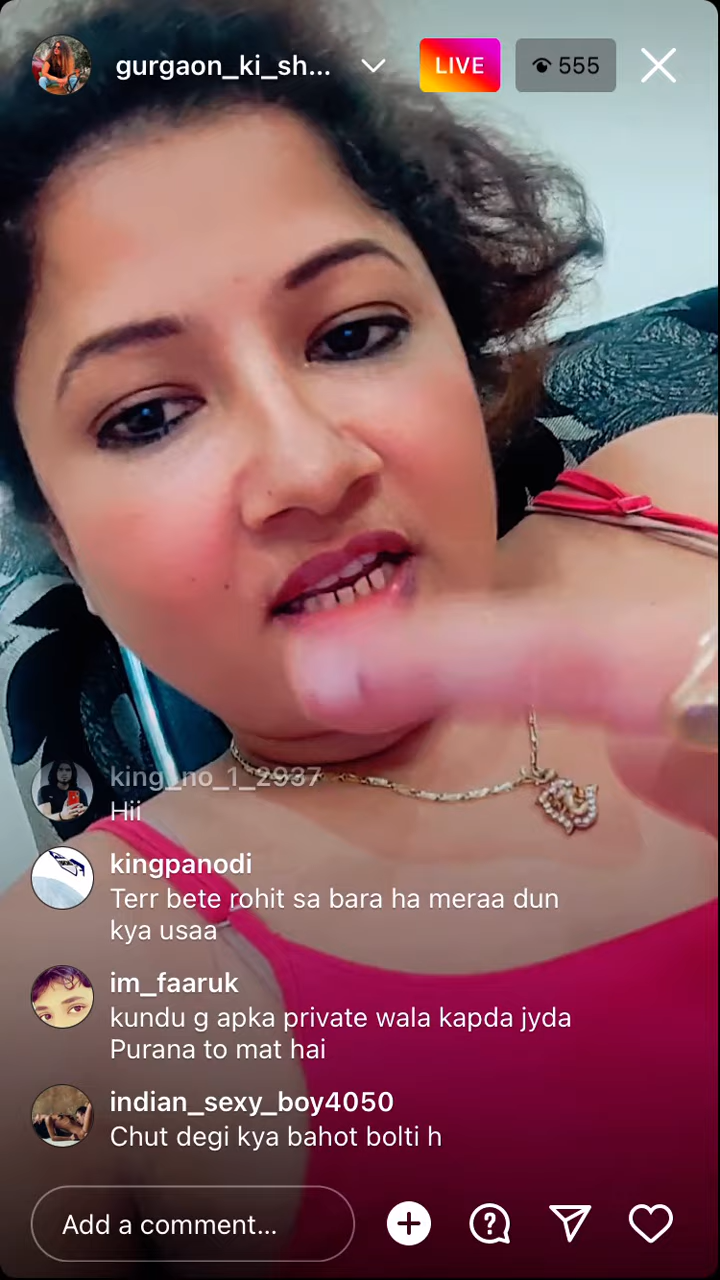 gurgaon_ki_sh...
LIVE
555
king_no_1_2937
Hii
kingpanodi
Terr bete rohit sa bara ha meraa dun
kya usaa
im_faaruk
kundu g apka private wala kapda jyda
Purana to mat hai
indian_sexy_boy4050
Chut degi kya bahot bolti h
Add a comment...